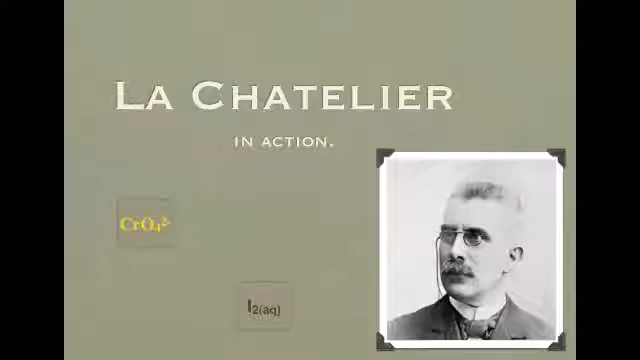 LA CHATELIER
IN ACTION.
CrO₄²⁻
I₂(aq)